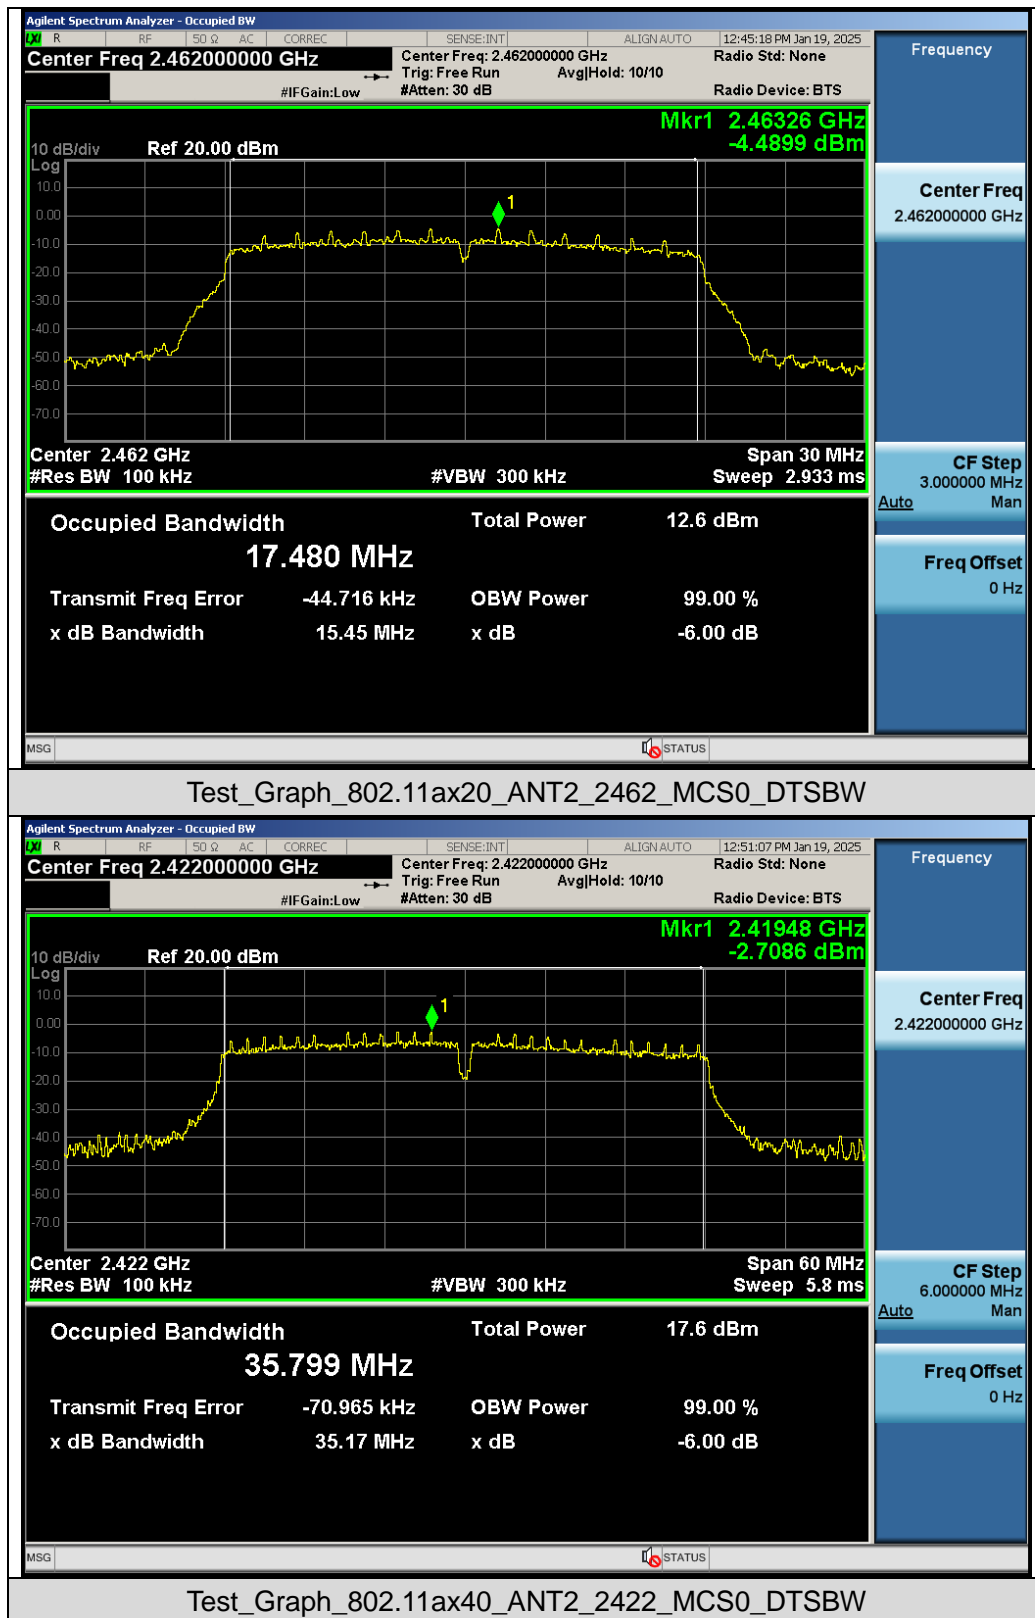 Agilent Spectrum Analyzer - Occupied BW
LXI R RF 50 Ω AC CORREC SENSE:INT ALIGN AUTO 12:45:18 PM Jan 19, 2025
Center Freq 2.462000000 GHz Center Freq: 2.462000000 GHz Radio Std: None Frequency
Trig: Free Run Avg|Hold: 10/10
#IFGain:Low #Atten: 30 dB Radio Device: BTS
Mkr1 2.46326 GHz
10 dB/div Ref 20.00 dBm -4.4899 dBm
Log
10.0
0.00
-10.0
-20.0
-30.0
-40.0
-50.0
-60.0
-70.0
1
Center Freq
2.462000000 GHz
Center 2.462 GHz Span 30 MHz
#Res BW 100 kHz #VBW 300 kHz Sweep 2.933 ms
CF Step
3.000000 MHz
Auto Man
Occupied Bandwidth Total Power 12.6 dBm
17.480 MHz
Freq Offset
0 Hz
Transmit Freq Error -44.716 kHz OBW Power 99.00 %
x dB Bandwidth 15.45 MHz x dB -6.00 dB
MSG STATUS
Test_Graph_802.11ax20_ANT2_2462_MCS0_DTSBW
Agilent Spectrum Analyzer - Occupied BW
LXI R RF 50 Ω AC CORREC SENSE:INT ALIGN AUTO 12:51:07 PM Jan 19, 2025
Center Freq 2.422000000 GHz Center Freq: 2.422000000 GHz Radio Std: None Frequency
Trig: Free Run Avg|Hold: 10/10
#IFGain:Low #Atten: 30 dB Radio Device: BTS
Mkr1 2.41948 GHz
10 dB/div Ref 20.00 dBm -2.7086 dBm
Log
10.0
0.00
-10.0
-20.0
-30.0
-40.0
-50.0
-60.0
-70.0
1
Center Freq
2.422000000 GHz
Center 2.422 GHz Span 60 MHz
#Res BW 100 kHz #VBW 300 kHz Sweep 5.8 ms
CF Step
6.000000 MHz
Auto Man
Occupied Bandwidth Total Power 17.6 dBm
35.799 MHz
Freq Offset
0 Hz
Transmit Freq Error -70.965 kHz OBW Power 99.00 %
x dB Bandwidth 35.17 MHz x dB -6.00 dB
MSG STATUS
Test_Graph_802.11ax40_ANT2_2422_MCS0_DTSBW